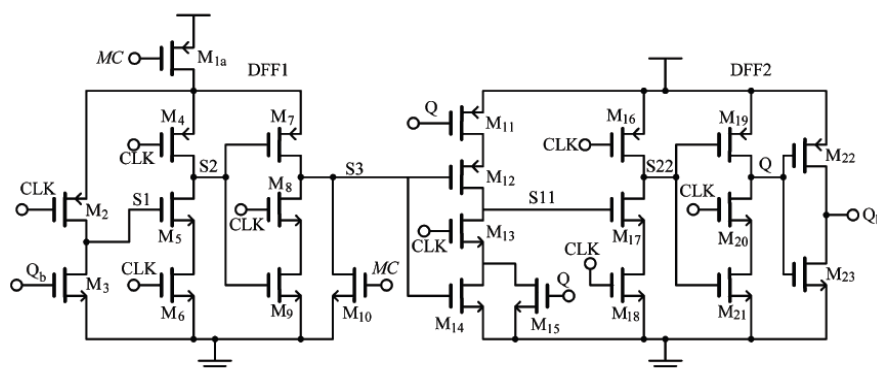 MC
M1a
DFF1
DFF2
M4
M7
CLK
S2
M8
CLK
S3
CLK
M2
S1
M5
Qb
M3
CLK
M6
M9
MC
M10
Q
M11
M12
S11
M13
CLK
M14
Q
M15
M16
CLK
S22
M17
CLK
M18
M19
Q
CLK
M20
M21
M22
M23